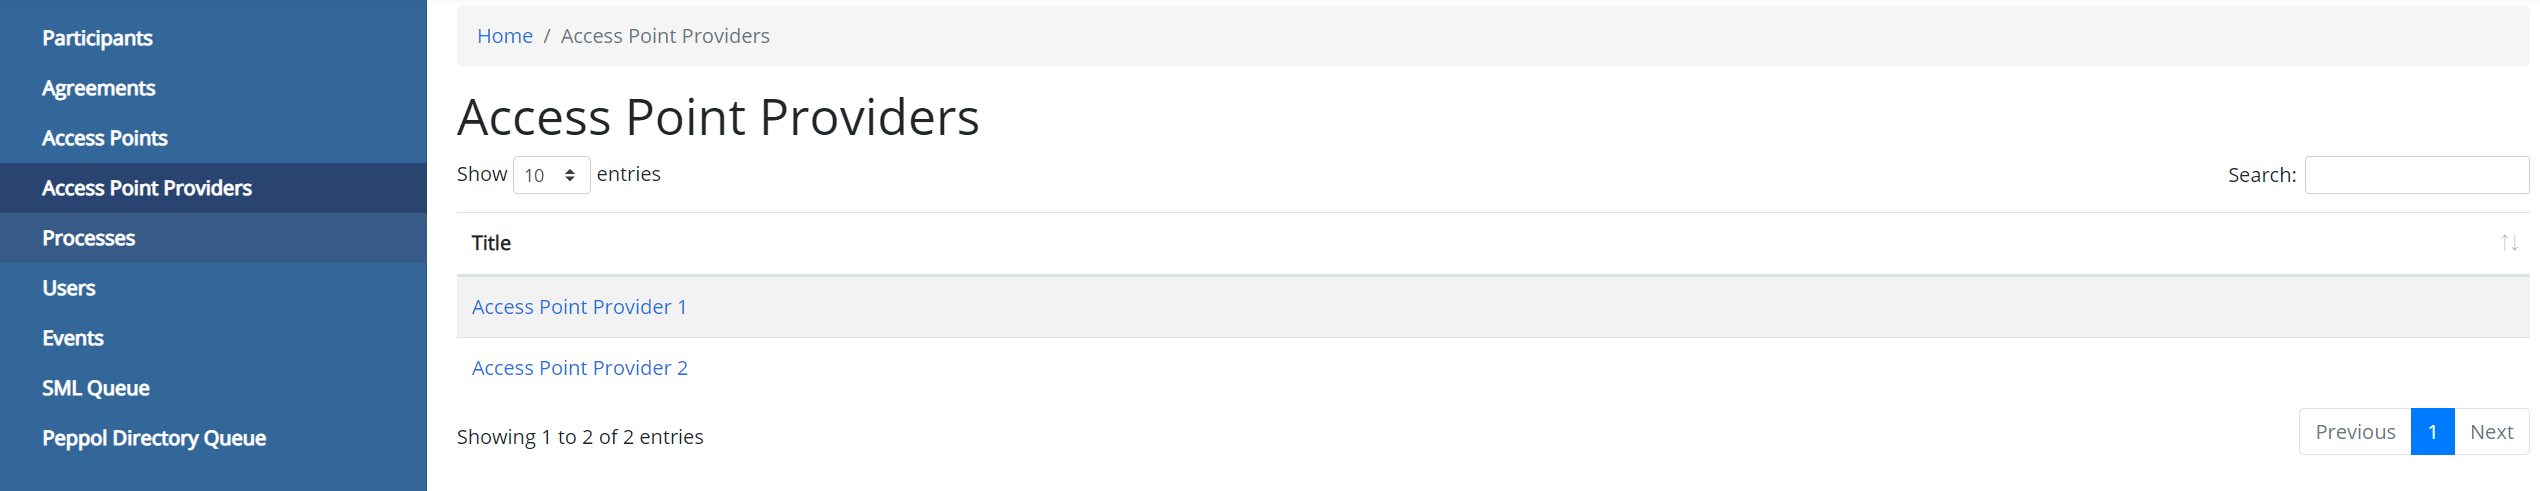 Participants
Agreements
Access Points
Access Point Providers
Processes
Users
Events
SML Queue
Peppol Directory Queue
Home / Access Point Providers
Access Point Providers
Show 10 entries
Search:
Title
Access Point Provider 1
Access Point Provider 2
Showing 1 to 2 of 2 entries
Previous 1 Next